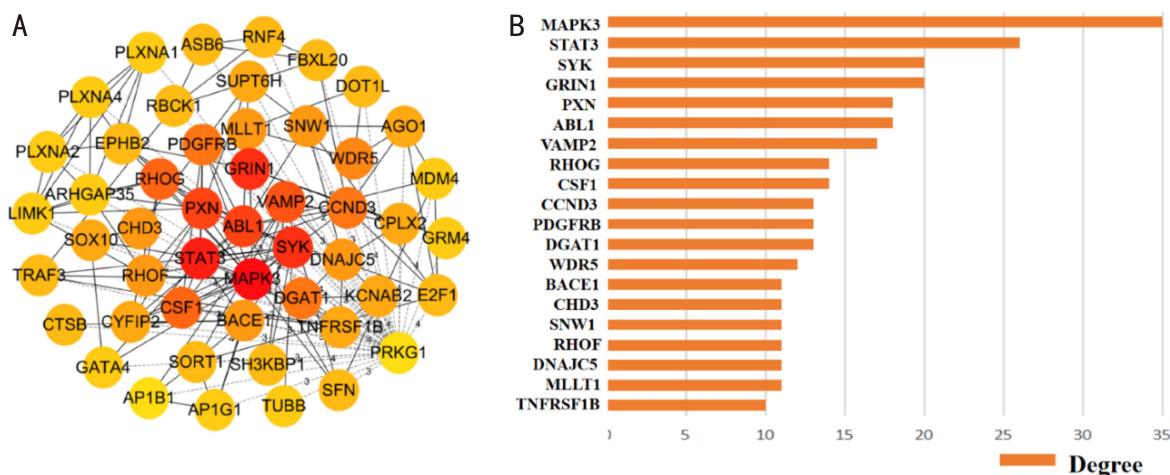 A
PLXNA1
ASB6
RNF4
FBXL20
PLXNA4
RBCK1
SUPT6H
DOT1L
PLXNA2
EPHB2
PDGFRB
MLLT1
SNW1
AGO1
WDR5
GRIN1
MDM4
ARHGAP35
RHOG
LIMK1
PXN
ABL1
VAMP2
CCND3
CPLX2
GRM4
SOX10
CHD3
STAT3
SYK
DNAJC5
TRAF3
RHOF
MAPK3
DGAT1
KCNAB2
E2F1
CTSB
CYFIP2
CSF1
BACE1
TNFRSF1B
PRKG1
GATA4
SORT1
SH3KBP1
SFN
AP1B1
AP1G1
TUBB
B
MAPK3
STAT3
SYK
GRIN1
PXN
ABL1
VAMP2
RHOG
CSF1
CCND3
PDGFRB
DGAT1
WDR5
BACE1
CHD3
SNW1
RHOF
DNAJC5
MLLT1
TNFRSF1B
0 5 10 15 20 25 30 35
Degree